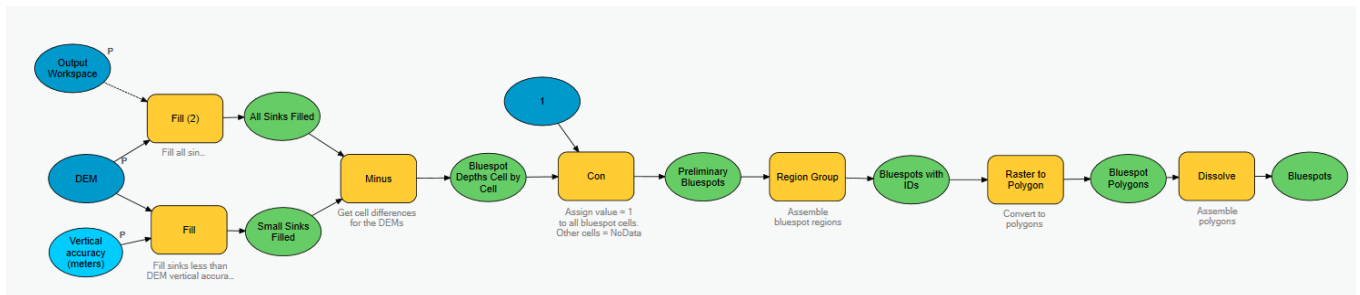 Output
Workspace
P
Fill (2)
Fill all sin...
All Sinks Filled
DEM
P
Vertical
accuracy
(meters)
P
Fill
Fill sinks less than
DEM vertical accura...
Small Sinks
Filled
Minus
Get cell differences
for the DEMs
Bluespot
Depths Cell by
Cell
1
Con
Assign value = 1
to all bluespot cells.
Other cells = NoData
Preliminary
Bluespots
Region Group
Assemble
bluespot regions
Bluespots with
IDs
Raster to
Polygon
Convert to
polygons
Bluespot
Polygons
Dissolve
Assemble
polygons
Bluespots